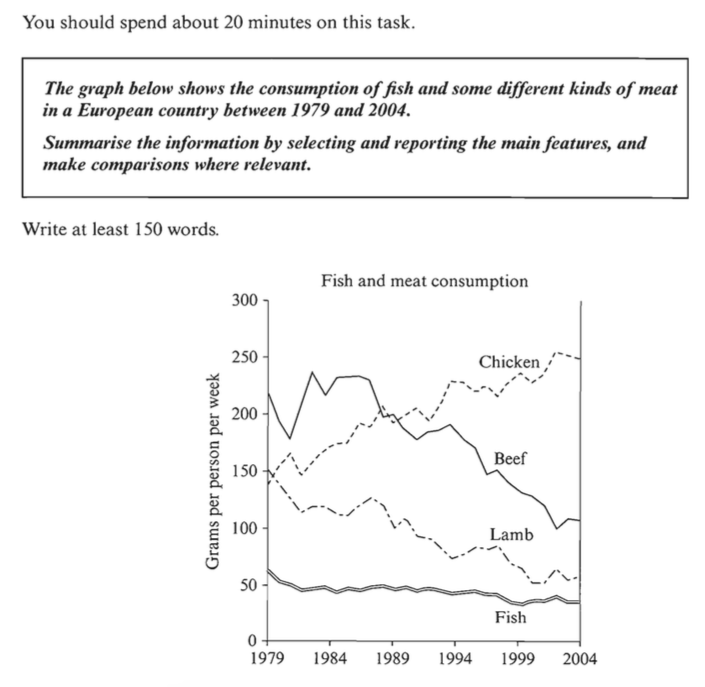 You should spend about 20 minutes on this task.
The graph below shows the consumption of fish and some different kinds of meat
in a European country between 1979 and 2004.
Summarise the information by selecting and reporting the main features, and
make comparisons where relevant.
Write at least 150 words.
Fish and meat consumption
300
250
200
150
100
50
0
Grams per person per week
Chicken
Beef
Lamb
Fish
1979 1984 1989 1994 1999 2004